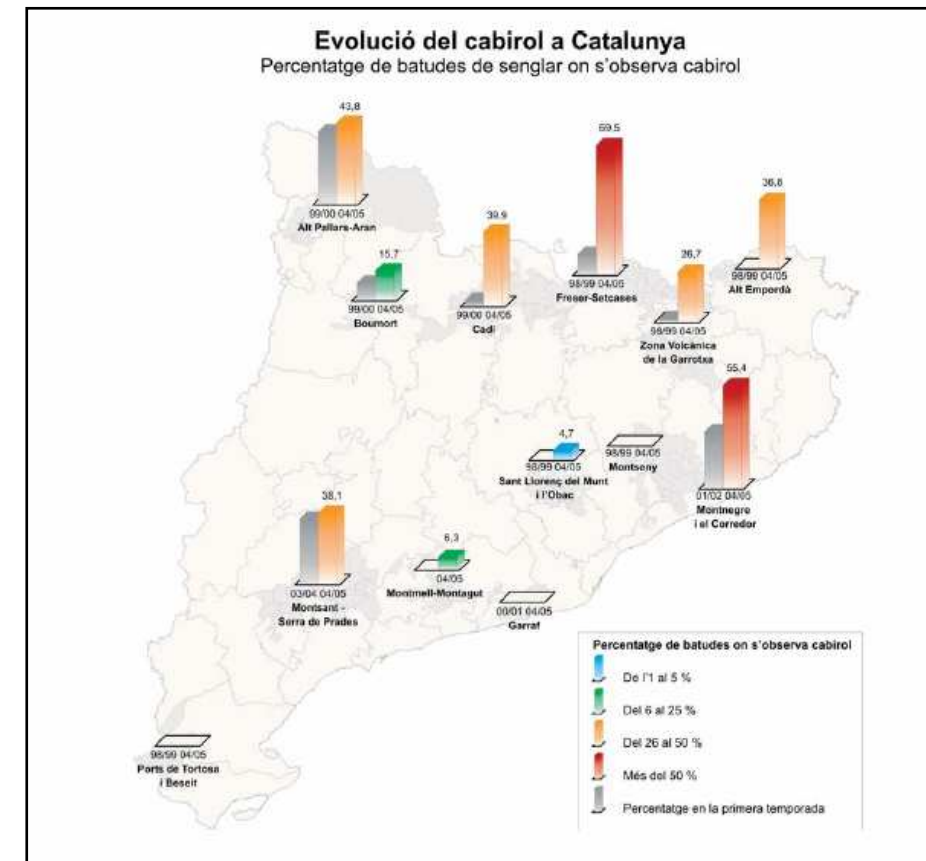 Evolució del cabirol a Catalunya
Percentatge de batudes de senglar on s'observa cabirol
43,8
99/00 04/05
Alt Pallars-Aran
15,7
99/00 04/05
Boumort
39,9
99/00 04/05
Cadí
69,5
98/99 04/05
Freser-Setcases
26,7
98/99 04/05
Zona Volcànica
de la Garrotxa
36,8
98/99 04/05
Alt Empordà
55,4
01/02 04/05
Montnegre
i el Corredor
4,7
98/99 04/05
Sant Llorenç del Munt
i l'Obac
98/99 04/05
Montseny
38,1
03/04 04/05
Montsant -
Serra de Prades
6,3
04/05
Montmell-Montagut
00/01 04/05
Garraf
98/99 04/05
Ports de Tortosa
i Beseit
Percentatge de batudes on s'observa cabirol
De l'1 al 5 %
Del 6 al 25 %
Del 26 al 50 %
Més del 50 %
Percentatge en la primera temporada